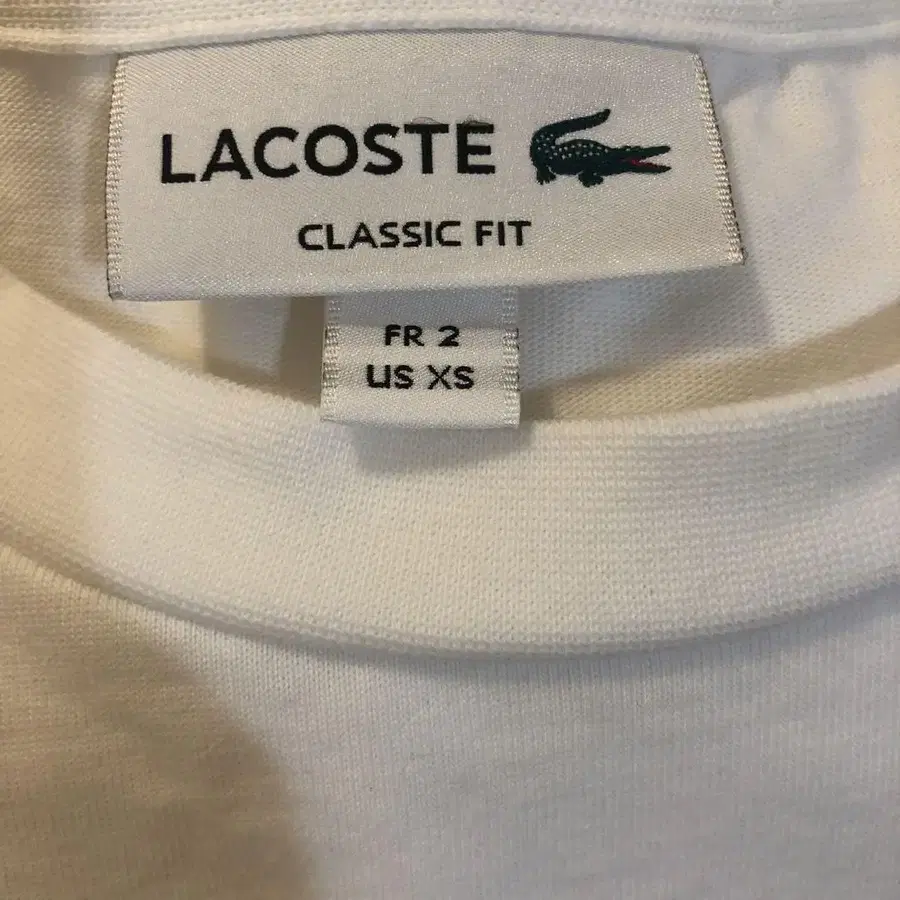 LACOSTE
CLASSIC FIT
FR 2
US XS